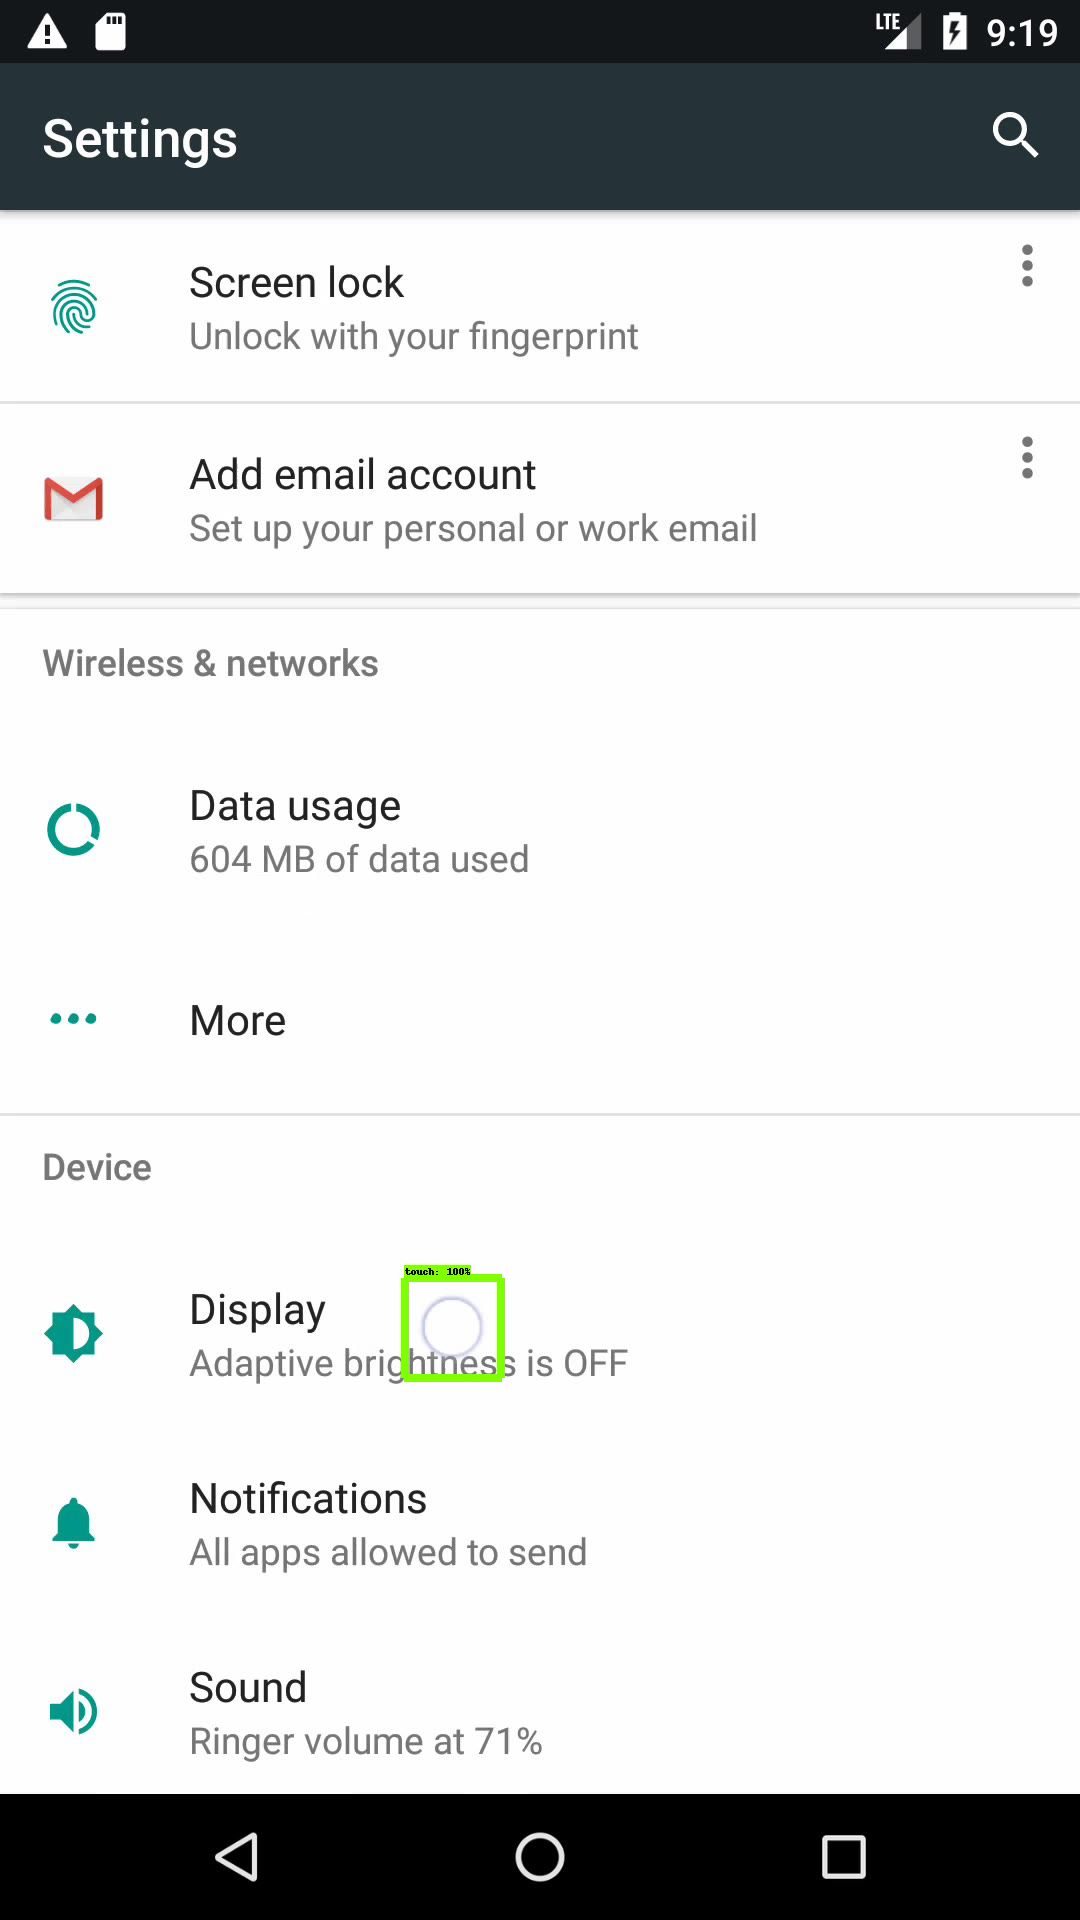 LTE 9:19
Settings
Screen lock
Unlock with your fingerprint
Add email account
Set up your personal or work email
Wireless & networks
Data usage
604 MB of data used
More
Device
touch: 100%
Display
Adaptive brightness is OFF
Notifications
All apps allowed to send
Sound
Ringer volume at 71%